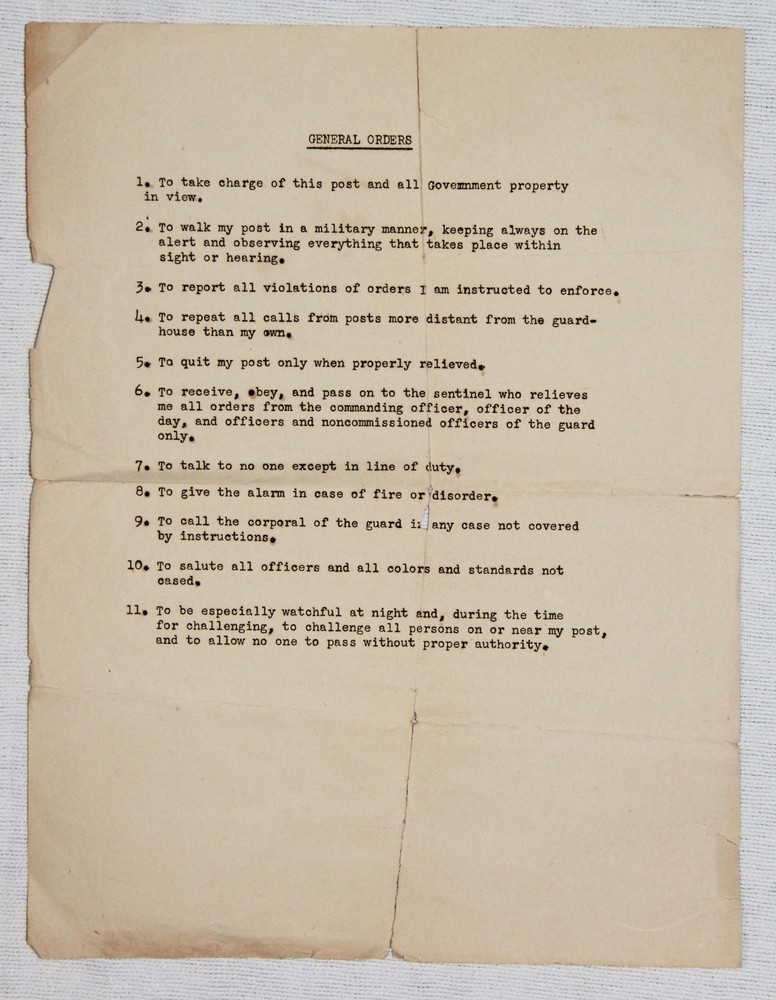 GENERAL ORDERS
1. To take charge of this post and all Government property
in view.
2. To walk my post in a military manner, keeping always on the
alert and observing everything that takes place within
sight or hearing.
3. To report all violations of orders I am instructed to enforce.
4. To repeat all calls from posts more distant from the guard-
house than my own.
5. To quit my post only when properly relieved.
6. To receive, obey, and pass on to the sentinel who relieves
me all orders from the commanding officer, officer of the
day, and officers and noncommissioned officers of the guard
only.
7. To talk to no one except in line of duty.
8. To give the alarm in case of fire or disorder.
9. To call the corporal of the guard in any case not covered
by instructions.
10. To salute all officers and all colors and standards not
cased.
11. To be especially watchful at night and, during the time
for challenging, to challenge all persons on or near my post,
and to allow no one to pass without proper authority.